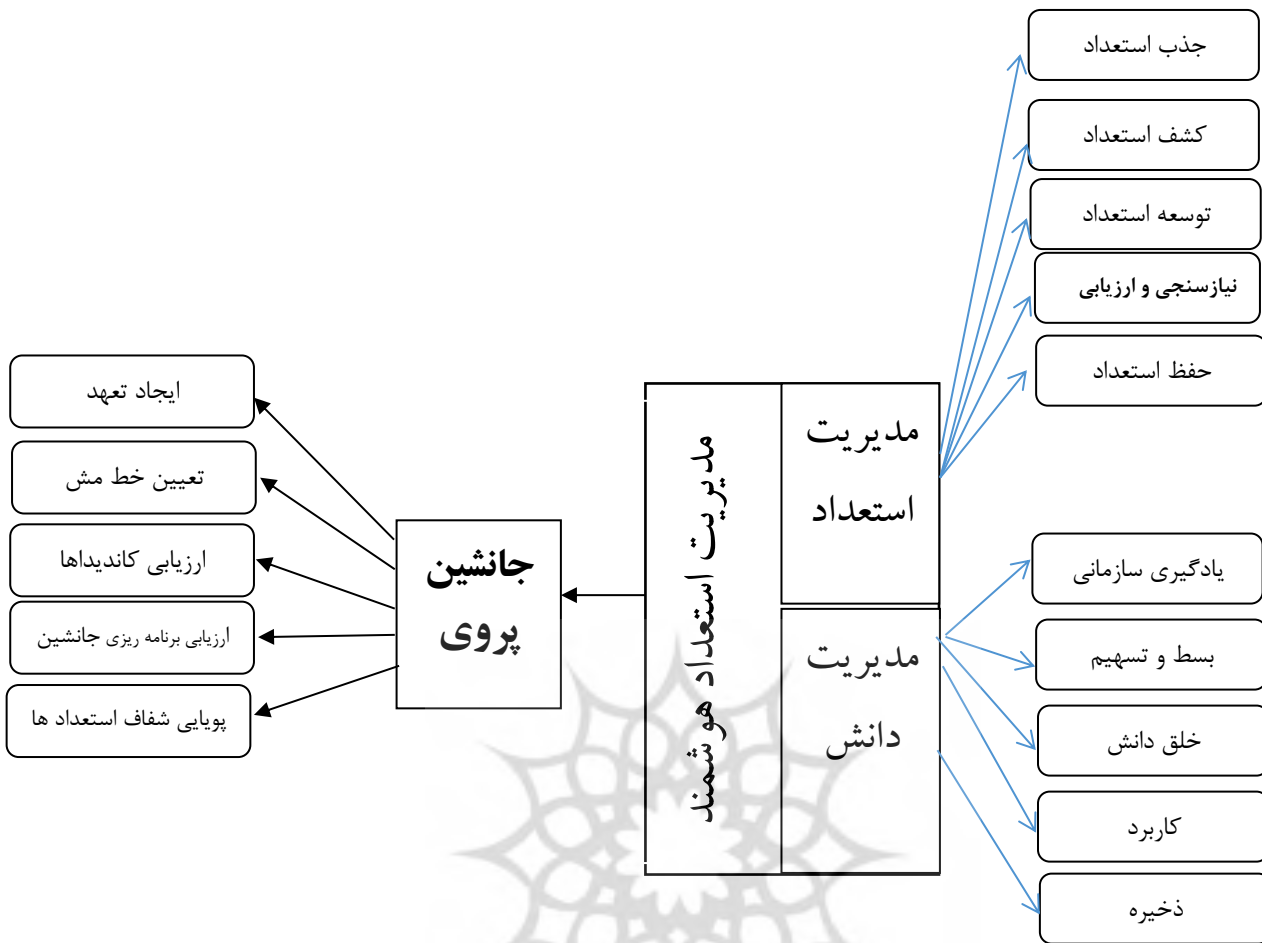 جذب استعداد
کشف استعداد
توسعه استعداد
نیازسنجی و ارزیابی
حفظ استعداد
مدیریت
استعداد
مدیریت استعداد هوشمند
مدیریت
دانش
یادگیری سازمانی
بسط و تسهیم
خلق دانش
کاربرد
ذخیره
جانشین
پروی
ایجاد تعهد
تعیین خط مش
ارزیابی کاندیداها
ارزیابی برنامه ریزی جانشین
پویایی شفاف استعداد ها